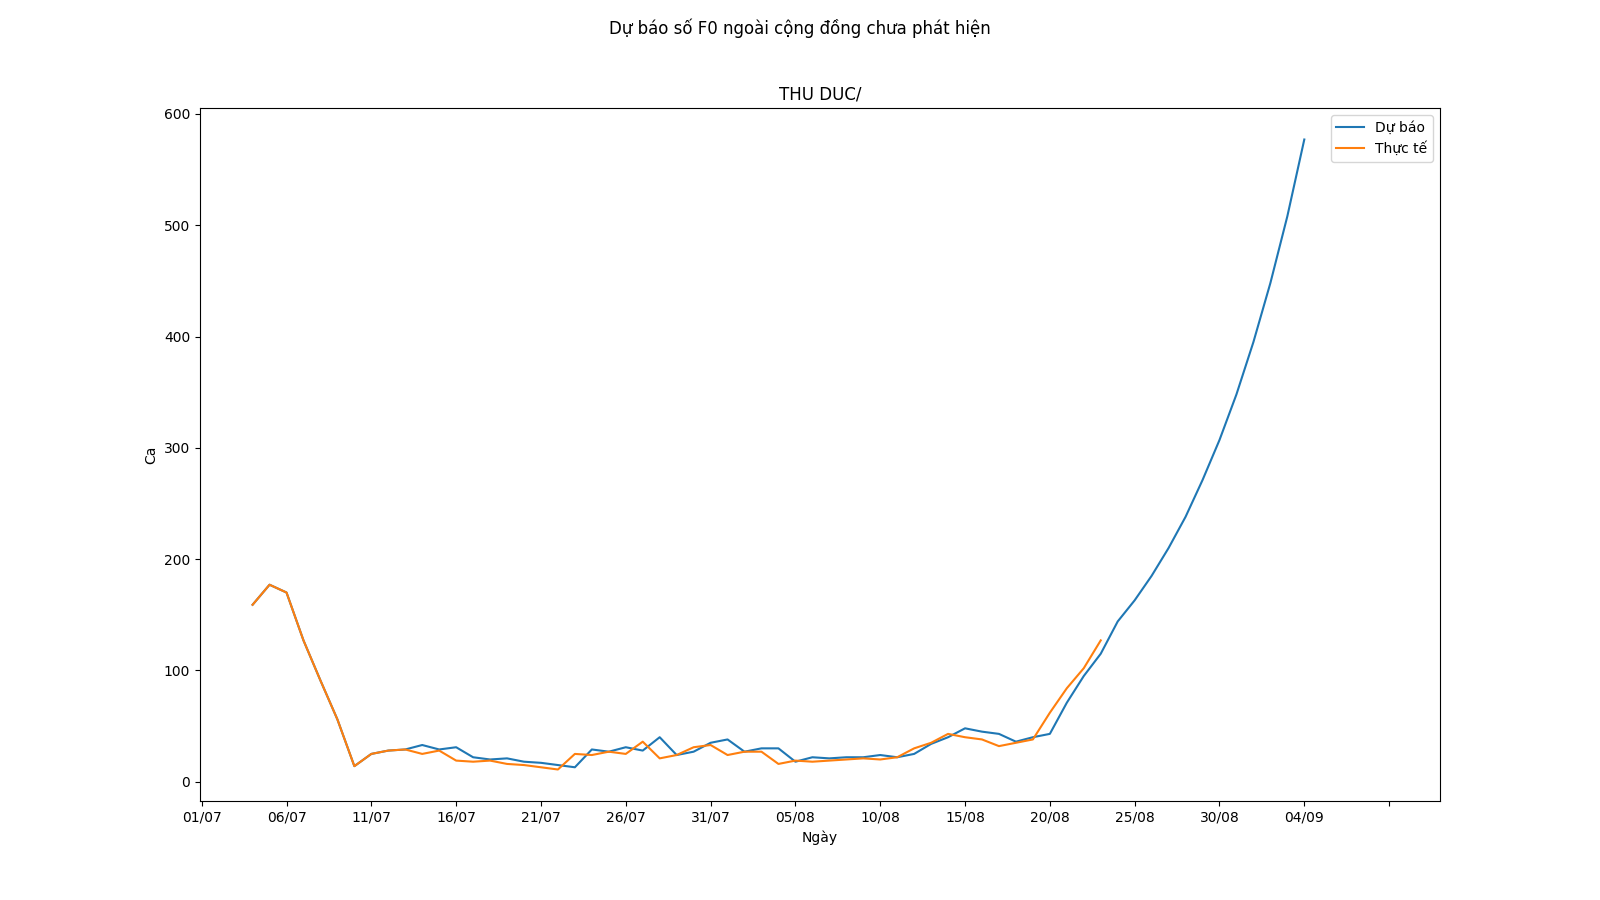 Dự báo số F0 ngoài cộng đồng chưa phát hiện
THU DUC/
600
500
400
300
200
100
0
Ca
Dự báo
Thực tế
01/07 06/07 11/07 16/07 21/07 26/07 31/07 05/08 10/08 15/08 20/08 25/08 30/08 04/09
Ngày